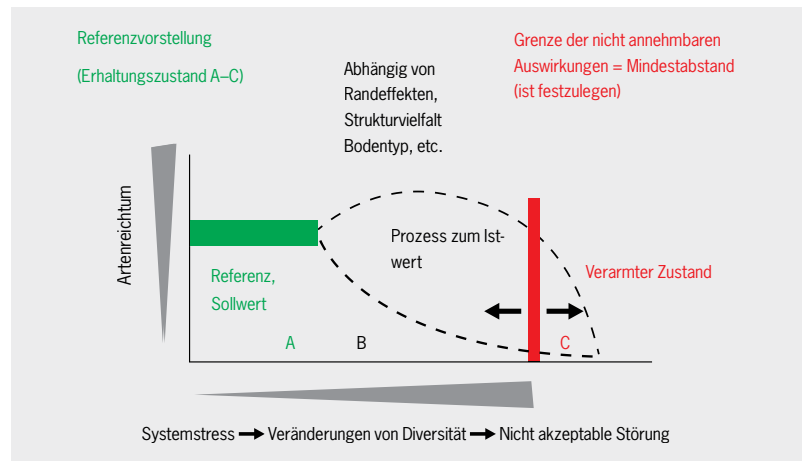 Referenzvorstellung
(Erhaltungszustand A–C)
Abhängig von
Randeffekten,
Strukturvielfalt
Bodentyp, etc.
Grenze der nicht annehmbaren
Auswirkungen = Mindestabstand
(ist festzulegen)
Artenreichtum
Prozess zum Ist-
wert
Referenz,
Sollwert
Verarmter Zustand
A
B
C
Systemstress → Veränderungen von Diversität → Nicht akzeptable Störung